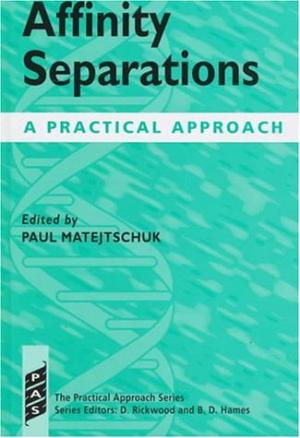 Affinity
Separations
A PRACTICAL APPROACH
Edited by
PAUL MATEJTSCHUK
PAS
The Practical Approach Series
Series Editors: D. Rickwood and B. D. Hames